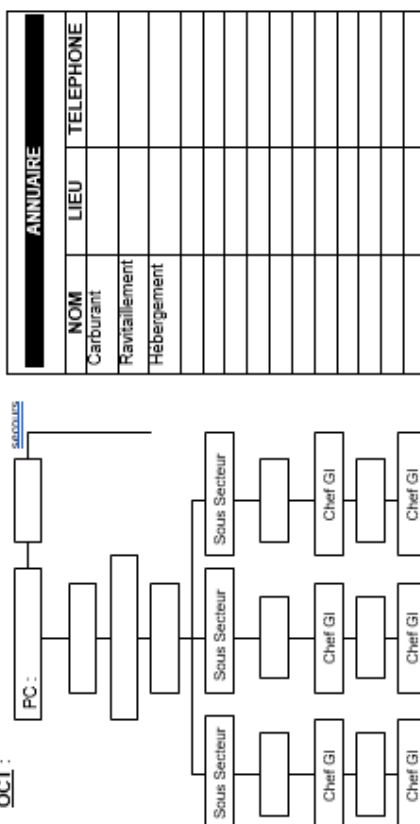 OCT :
PC :
secours
Sous Secteur
Sous Secteur
Sous Secteur
Chef GI
Chef GI
Chef GI
Chef GI
Chef GI
Chef GI
ANNUAIRE
NOM LIEU TELEPHONE
Carburant
Ravitaillement
Hébergement